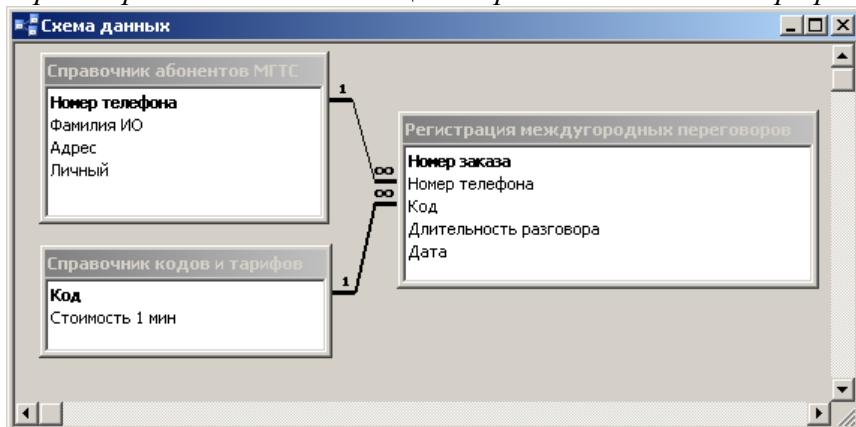 Схема данных
Справочник абонентов МГТС
Номер телефона
Фамилия ИО
Адрес
Личный
1
∞
∞
Регистрация междугородных переговоров
Номер заказа
Номер телефона
Код
Длительность разговора
Дата
Справочник кодов и тарифов
Код
Стоимость 1 мин
1